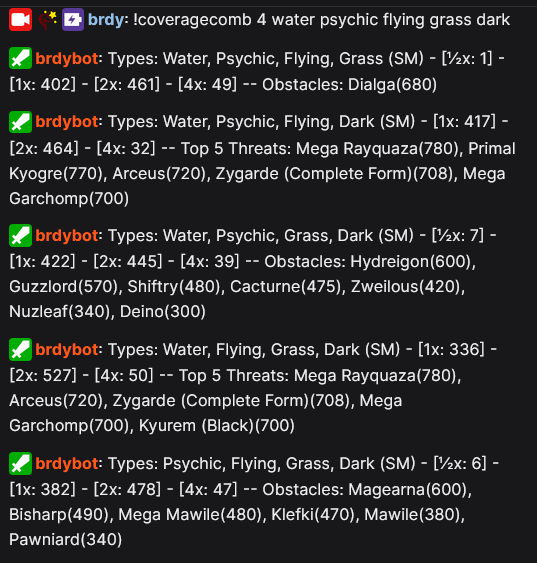 brdy: !coveragecomb 4 water psychic flying grass dark
brdybot: Types: Water, Psychic, Flying, Grass (SM) - [½x: 1] -
[1x: 402] - [2x: 461] - [4x: 49] -- Obstacles: Dialga(680)
brdybot: Types: Water, Psychic, Flying, Dark (SM) - [1x: 417] -
[2x: 464] - [4x: 32] -- Top 5 Threats: Mega Rayquaza(780), Primal
Kyogre(770), Arceus(720), Zygarde (Complete Form)(708), Mega
Garchomp(700)
brdybot: Types: Water, Psychic, Grass, Dark (SM) - [½x: 7] -
[1x: 422] - [2x: 445] - [4x: 39] -- Obstacles: Hydreigon(600),
Guzzlord(570), Shiftry(480), Cacturne(475), Zweilous(420),
Nuzleaf(340), Deino(300)
brdybot: Types: Water, Flying, Grass, Dark (SM) - [1x: 336] -
[2x: 527] - [4x: 50] -- Top 5 Threats: Mega Rayquaza(780),
Arceus(720), Zygarde (Complete Form)(708), Mega
Garchomp(700), Kyurem (Black)(700)
brdybot: Types: Psychic, Flying, Grass, Dark (SM) - [½x: 6] -
[1x: 382] - [2x: 478] - [4x: 47] -- Obstacles: Magearna(600),
Bisharp(490), Mega Mawile(480), Klefki(470), Mawile(380),
Pawniard(340)